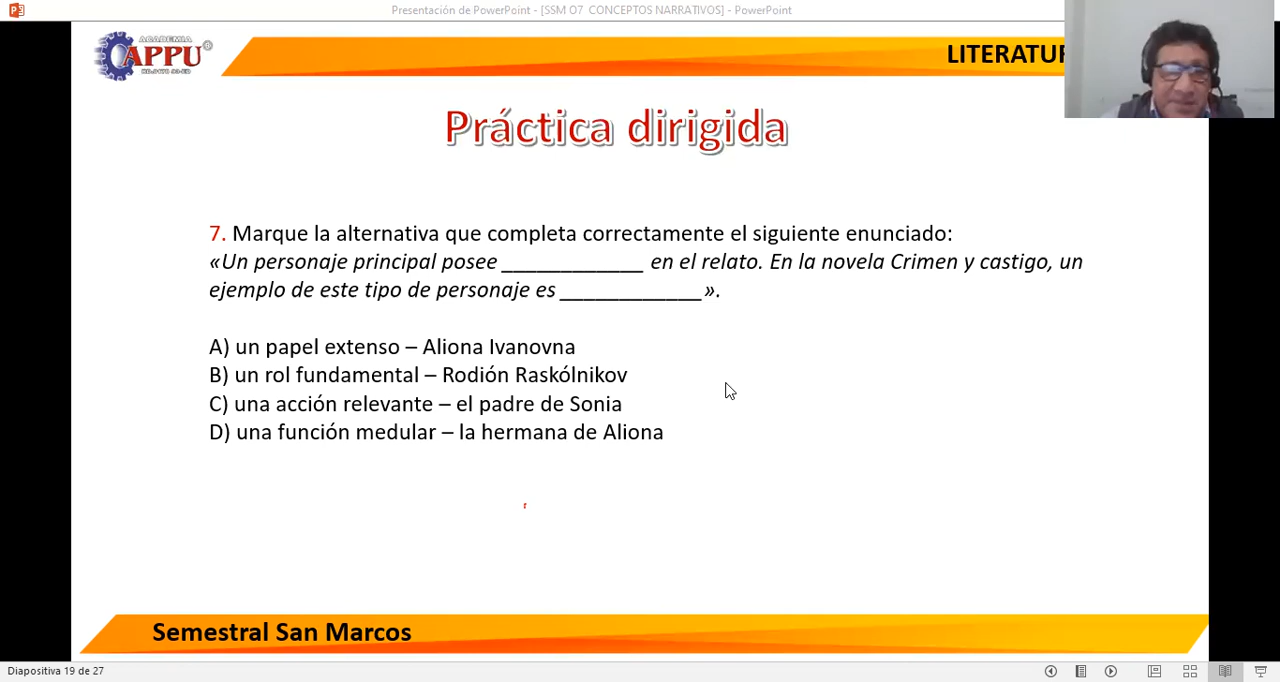 Presentación de PowerPoint - [SSM O7 CONCEPTOS NARRATIVOS] - PowerPoint
ACADEMIA
APPU
LITERATUR
Práctica dirigida
7. Marque la alternativa que completa correctamente el siguiente enunciado:
«Un personaje principal posee ____________ en el relato. En la novela Crimen y castigo, un
ejemplo de este tipo de personaje es ____________».
A) un papel extenso – Aliona Ivanovna
B) un rol fundamental – Rodión Raskólnikov
C) una acción relevante – el padre de Sonia
D) una función medular – la hermana de Aliona
Semestral San Marcos
Diapositiva 19 de 27